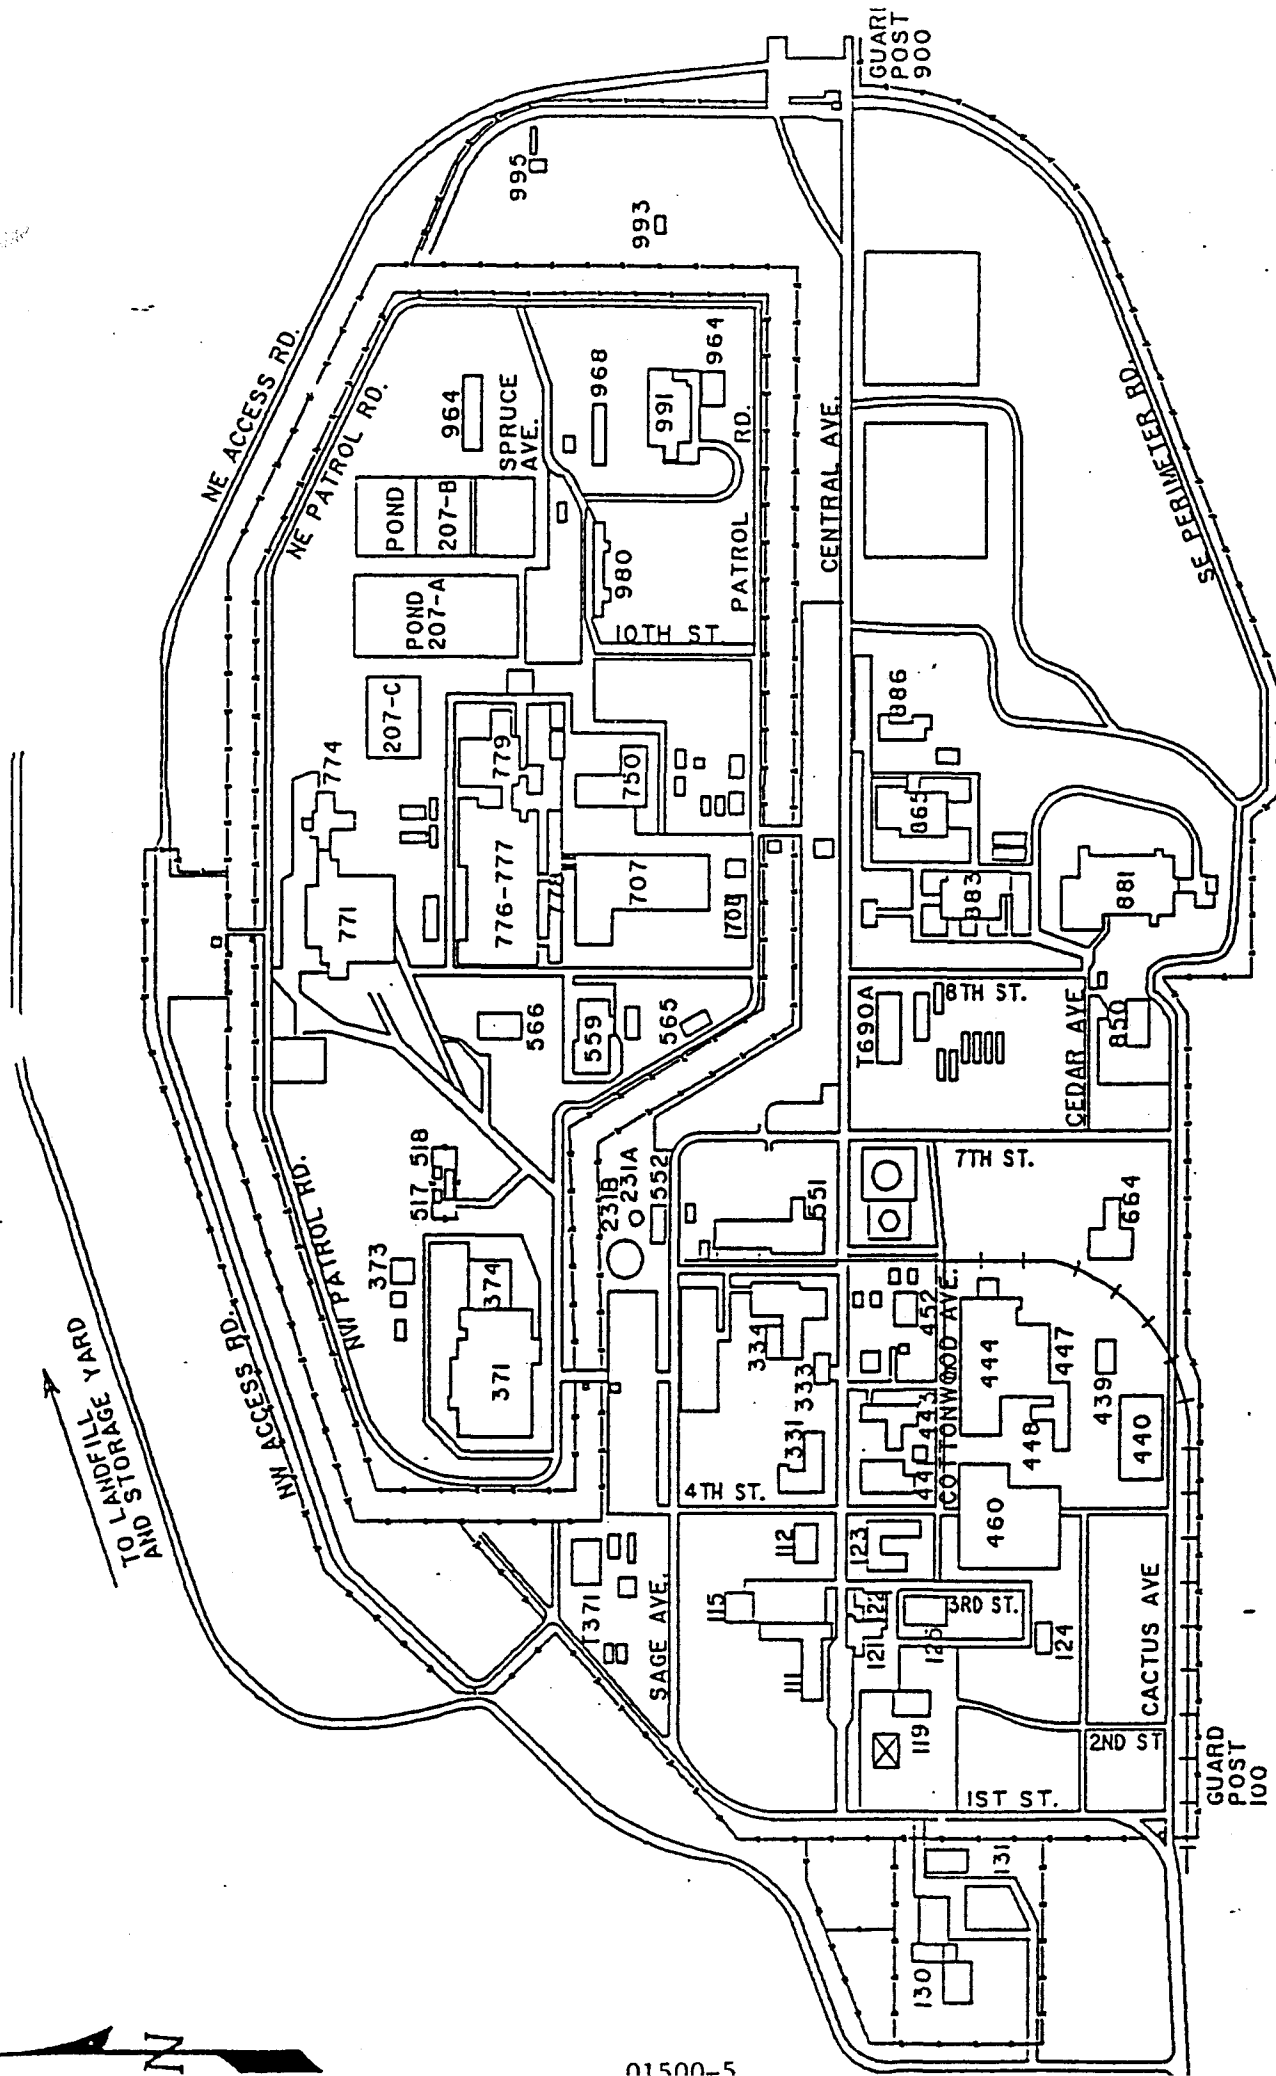 TO LANDFILL
AND STORAGE YARD
NW ACCESS RD.
NW PATROL RD.
NE ACCESS RD.
NE PATROL RD.
GUARD
POST
100
POST
900
N
995
993
964
SPRUCE
AVE.
968
991
964
PATROL
RD.
CENTRAL AVE.
SE PERIMETER RD.
POND
207-B
POND
207-A
207-C
980
10TH ST.
774
771
779
776-777
778
750
707
708
886
865
883
881
566
559
565
T690A
8TH ST.
CEDAR AVE.
850
517
518
373
374
371
231B
231A
552
551
7TH ST.
664
334
333
331
4TH ST.
452
COTTONWOOD AVE.
443
441
444
447
448
439
440
460
T371
SAGE AVE.
112
115
111
123
122
121
125
3RD ST.
124
CACTUS AVE
119
2ND ST
1ST ST.
131
130
01500-5